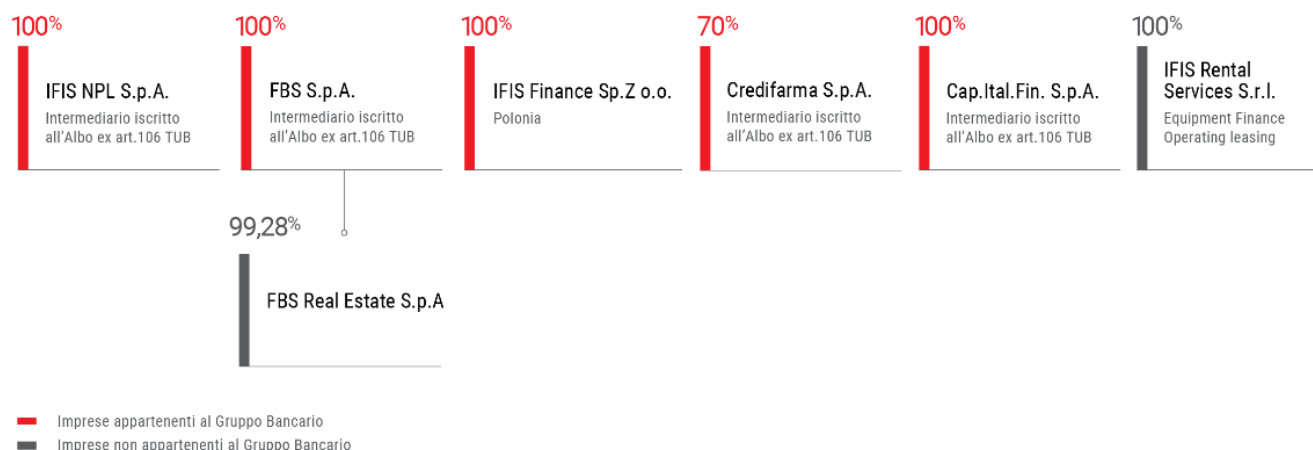 100%
IFIS NPL S.p.A.
Intermediario iscritto
all'Albo ex art.106 TUB
100%
FBS S.p.A.
Intermediario iscritto
all'Albo ex art.106 TUB
100%
IFIS Finance Sp.Z o.o.
Polonia
70%
Credifarma S.p.A.
Intermediario iscritto
all'Albo ex art.106 TUB
100%
Cap.Ital.Fin. S.p.A.
Intermediario iscritto
all'Albo ex art.106 TUB
100%
IFIS Rental
Services S.r.l.
Equipment Finance
Operating leasing
99,28%
FBS Real Estate S.p.A
Imprese appartenenti al Gruppo Bancario
Imprese non appartenenti al Gruppo Bancario